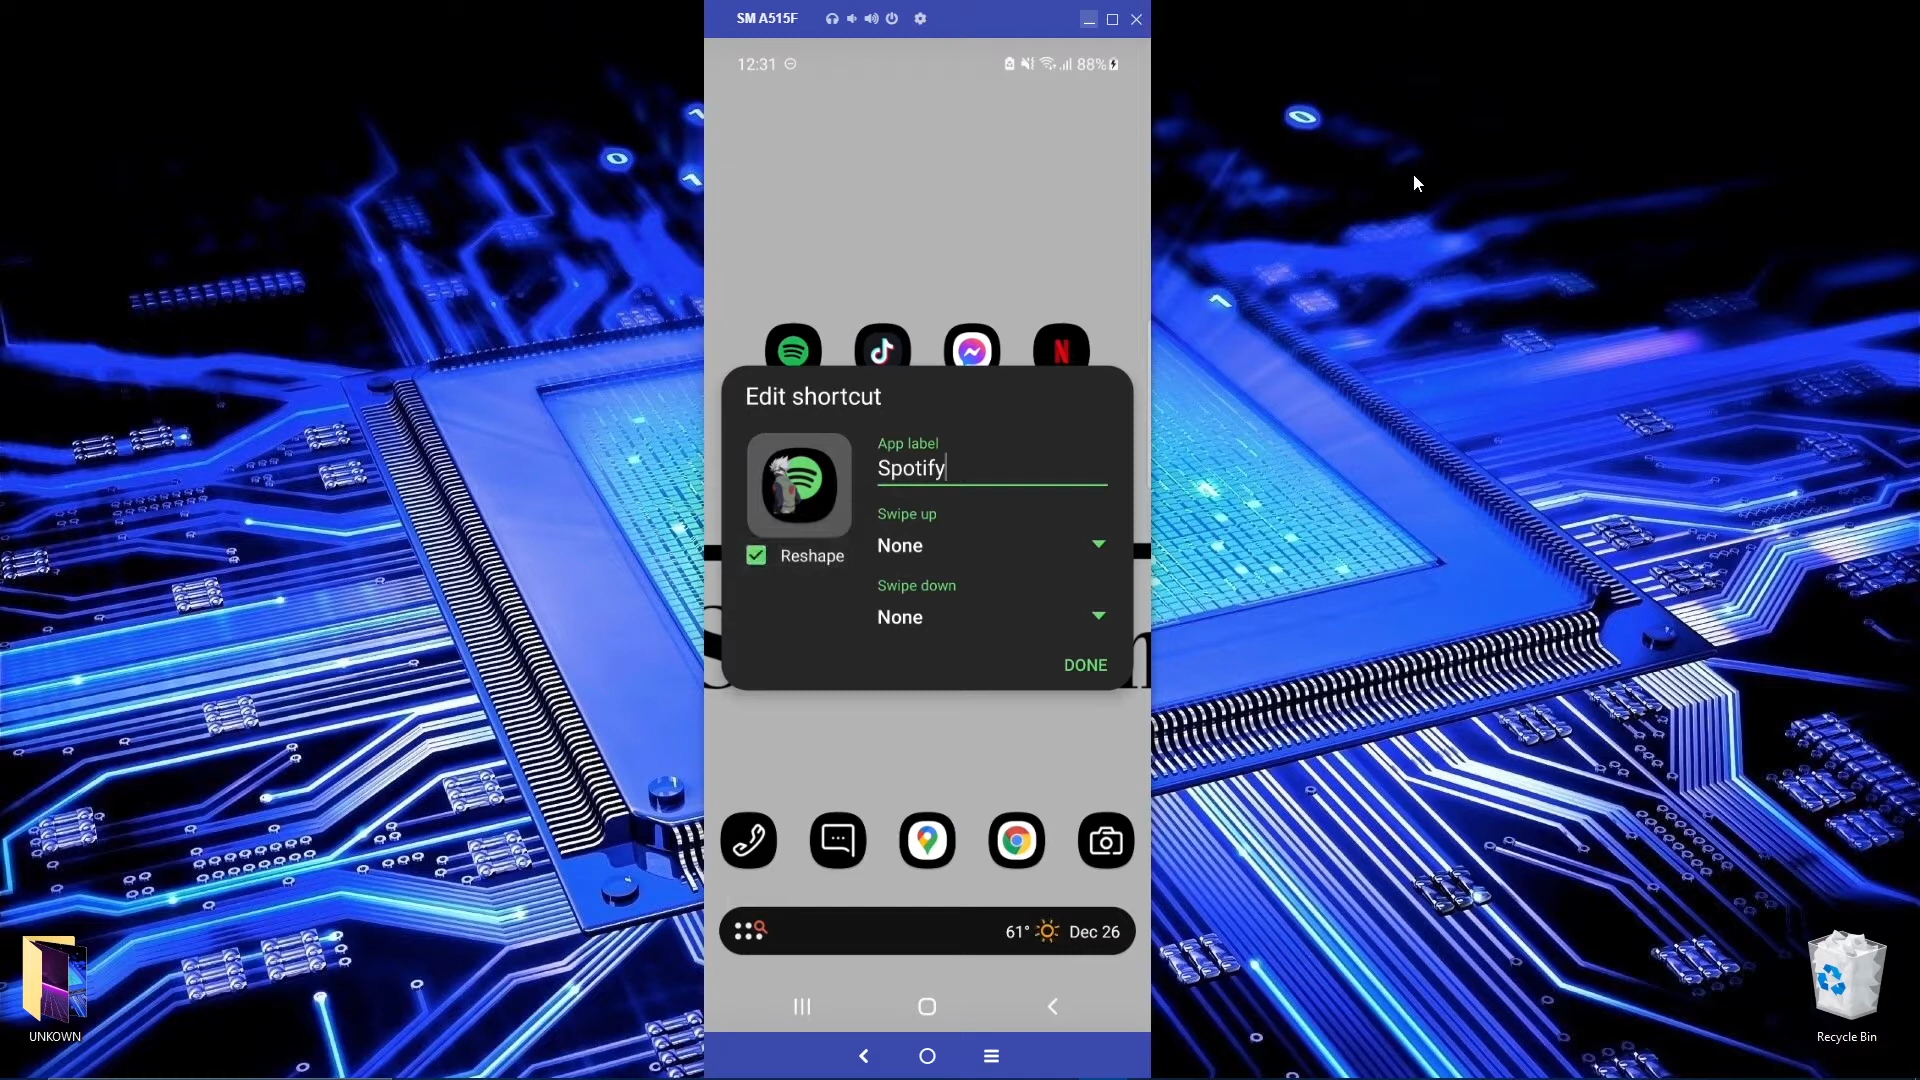 SM A515F
12:31
88%
Edit shortcut
App label
Spotify
Swipe up
None
Reshape
Swipe down
None
DONE
61°
Dec 26
UNKOWN
Recycle Bin